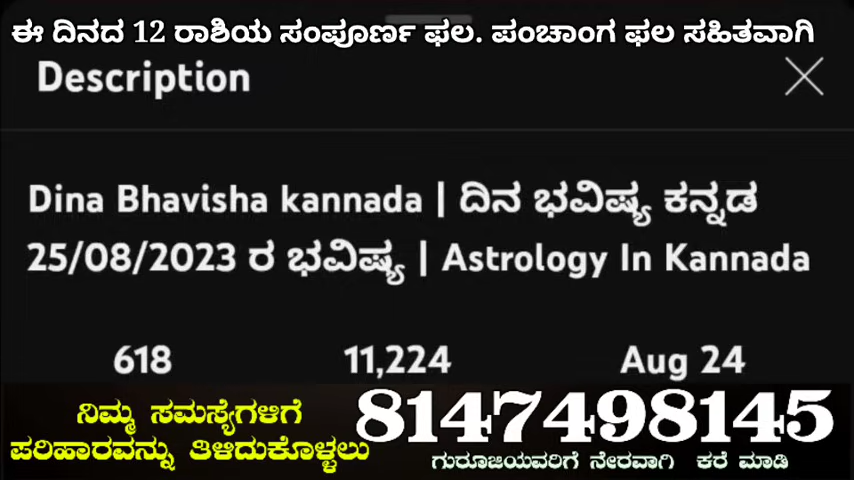 ಈ ದಿನದ 12 ರಾಶಿಯ ಸಂಪೂರ್ಣ ಫಲ. ಪಂಚಾಂಗ ಫಲ ಸಹಿತವಾಗಿ
Description
Dina Bhavisha kannada | ದಿನ ಭವಿಷ್ಯ ಕನ್ನಡ
25/08/2023 ರ ಭವಿಷ್ಯ | Astrology In Kannada
618 11,224 Aug 24
ನಿಮ್ಮ ಸಮಸ್ಯೆಗಳಿಗೆ
ಪರಿಹಾರವನ್ನು ತಿಳಿದುಕೊಳ್ಳಲು
8147498145
ಗುರೂಜಿಯವರಿಗೆ ನೇರವಾಗಿ ಕರೆ ಮಾಡಿ